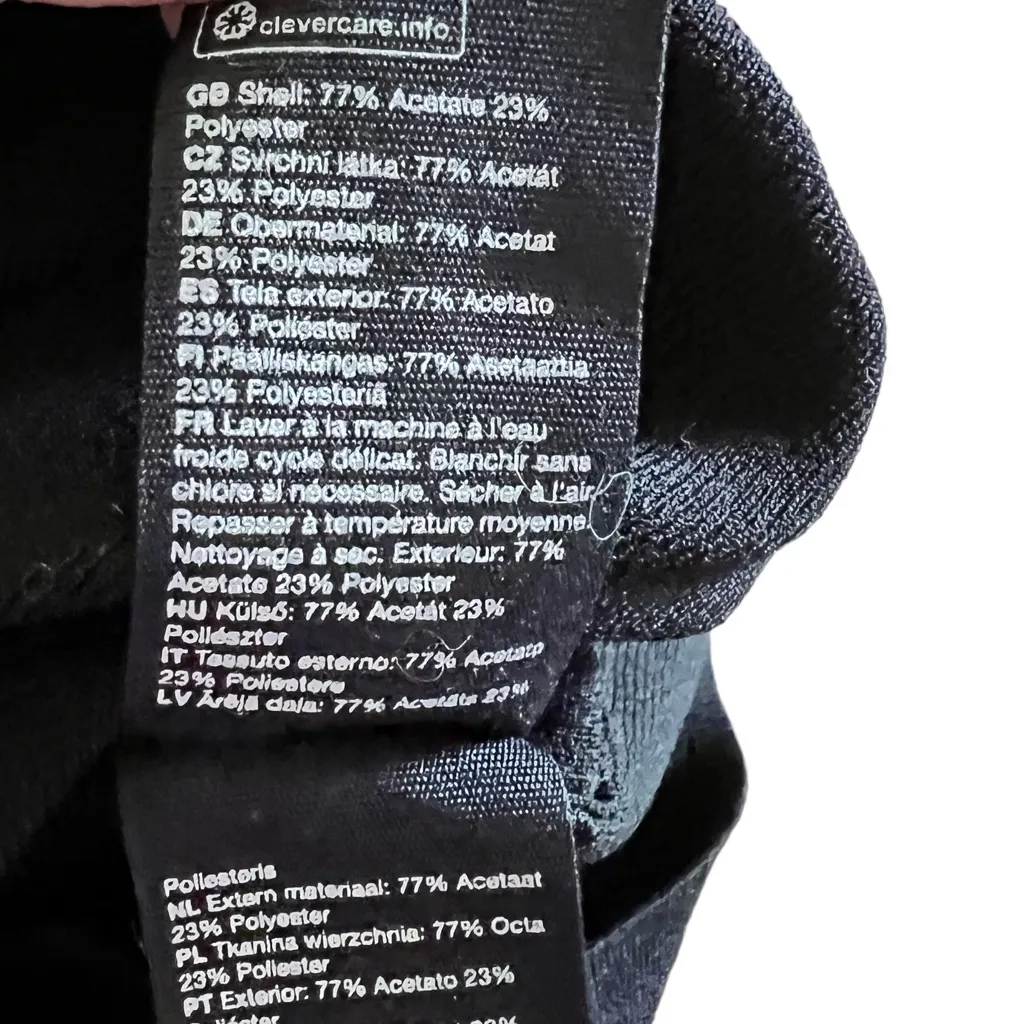 clevercare.info
GB Shell: 77% Acetate 23%
Polyester
CZ Svrchní látka: 77% Acetát
23% Polyester
DE Obermaterial: 77% Acetat
23% Polyester
ES Tela exterior: 77% Acetato
23% Poliéster
FI Päälliskangas: 77% Asetaattia
23% Polyesteriä
FR Laver à la machine à l'eau
froide cycle délicat. Blanchir sans
chlore si nécessaire. Sécher à l'air
Repasser à température moyenne
Nettoyage à sec. Exterieur: 77%
Acetate 23% Polyester
HU Külső: 77% Acetát 23%
Poliészter
IT Tessuto esterno: 77% Acetato
23% Poliestere
LV Ārējā daļa: 77% Acetāts 23%
Poliesteris
NL Extern materiaal: 77% Acetaat
23% Polyester
PL Tkanina wierzchnia: 77% Octa
23% Poliester
PT Exterior: 77% Acetato 23%
Poliéster
23%